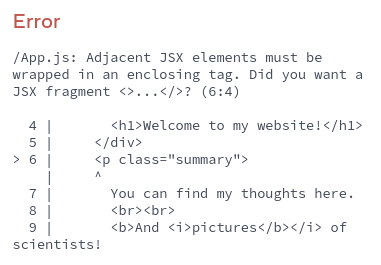 Error
/App.js: Adjacent JSX elements must be
wrapped in an enclosing tag. Did you want a
JSX fragment <>...</>? (6:4)
  4 |       <h1>Welcome to my website!</h1>
  5 |     </div>
> 6 |     <p class="summary">
    |     ^
  7 |       You can find my thoughts here.
  8 |       <br><br>
  9 |       <b>And <i>pictures</b></i> of
scientists!